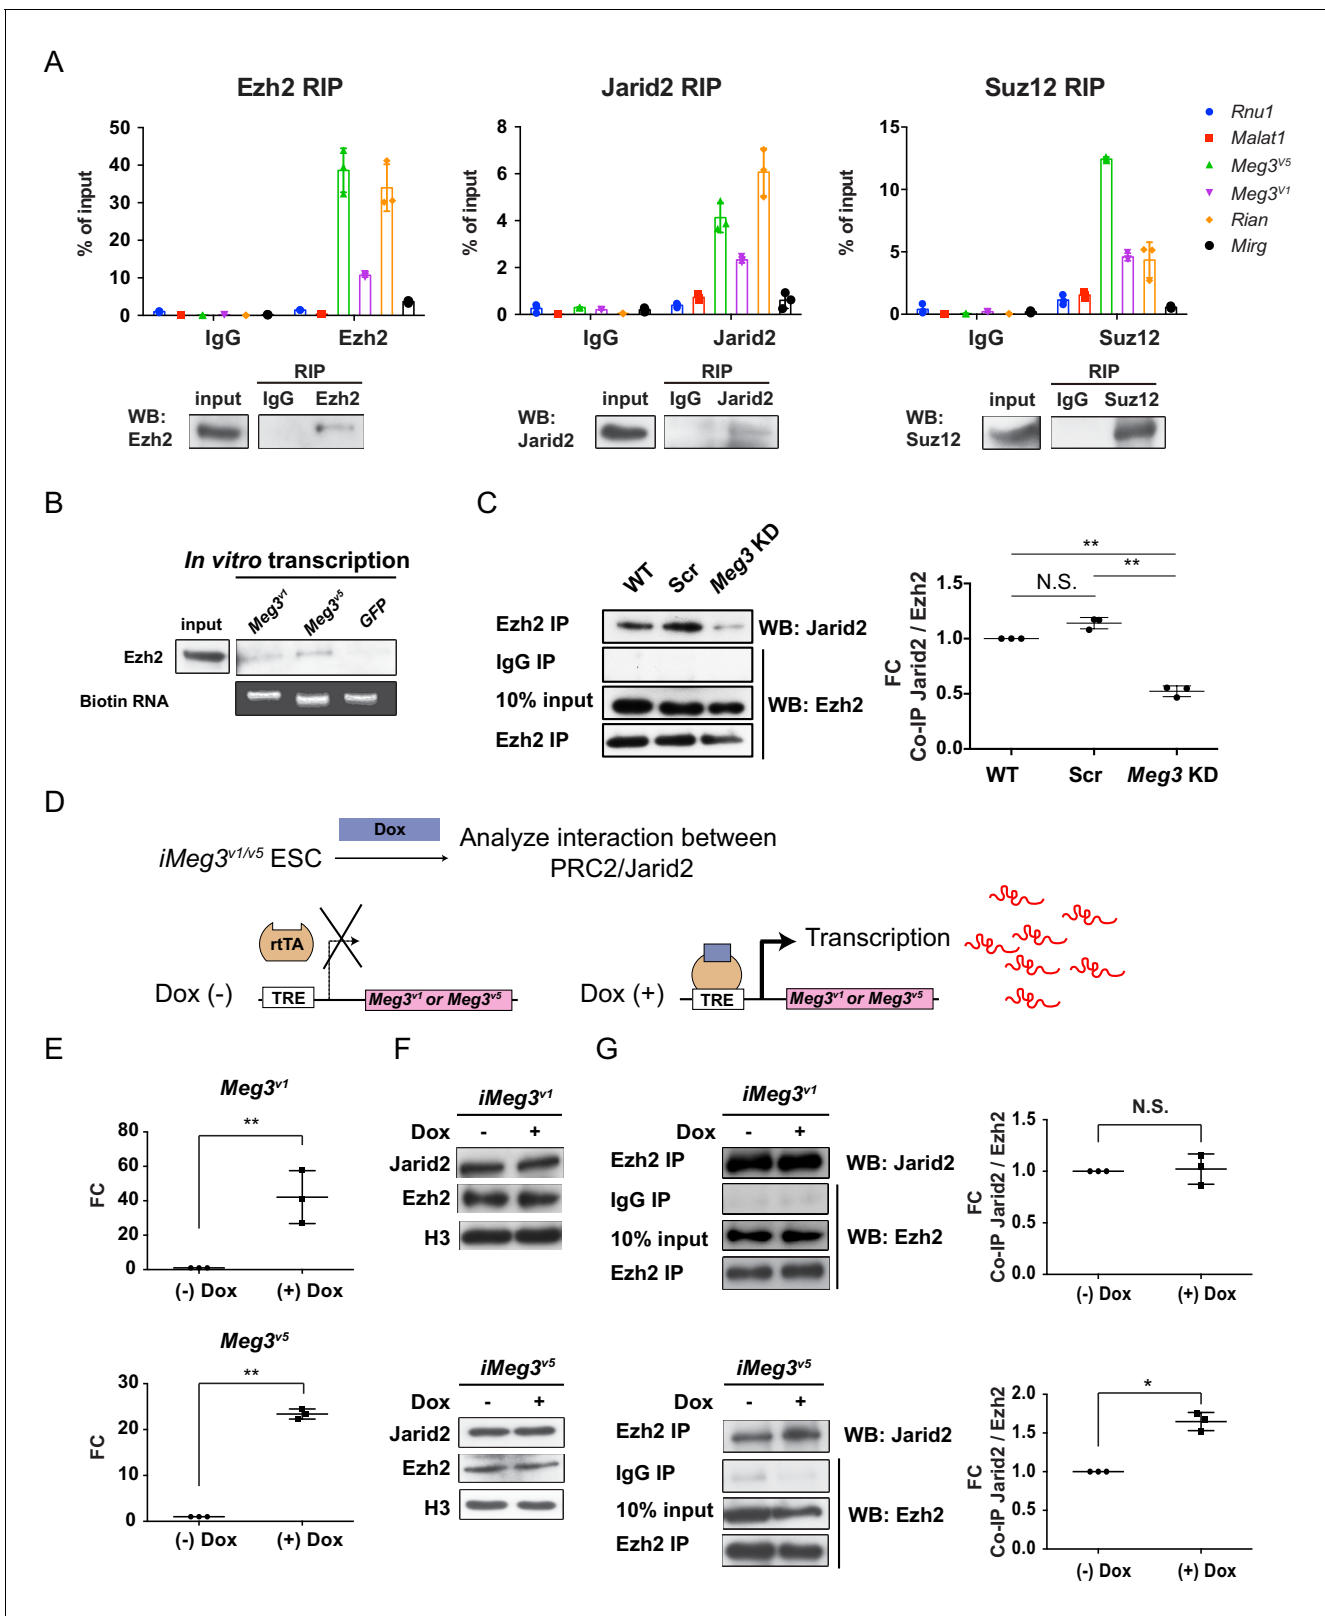 A
Ezh2 RIP
% of input
50
40
30
20
10
0
IgG
Ezh2
RIP
input
IgG
Ezh2
WB:
Ezh2
Jarid2 RIP
% of input
8
6
4
2
0
IgG
Jarid2
RIP
input
IgG
Jarid2
WB:
Jarid2
Suz12 RIP
% of input
15
10
5
0
IgG
Suz12
RIP
input
IgG
Suz12
WB:
Suz12
Rnu1
Malat1
Meg3V5
Meg3V1
Rian
Mirg
B
In vitro transcription
input
Meg3v1
Meg3v5
GFP
Ezh2
Biotin RNA
C
WT
Scr
Meg3 KD
Ezh2 IP
WB: Jarid2
IgG IP
10% input
WB: Ezh2
Ezh2 IP
FC
Co-IP Jarid2 / Ezh2
1.5
1.0
0.5
0.0
**
**
N.S.
WT
Scr
Meg3 KD
D
iMeg3v1/v5 ESC
Dox
Analyze interaction between
PRC2/Jarid2
rtTA
Dox (-)
TRE
Meg3v1 or Meg3v5
Transcription
Dox (+)
TRE
Meg3v1 or Meg3v5
E
Meg3v1
FC
80
60
40
20
0
**
(-) Dox
(+) Dox
Meg3v5
FC
30
20
10
0
**
(-) Dox
(+) Dox
F
iMeg3v1
Dox - +
Jarid2
Ezh2
H3
iMeg3v5
Dox - +
Jarid2
Ezh2
H3
G
iMeg3v1
Dox - +
Ezh2 IP
WB: Jarid2
IgG IP
10% input
WB: Ezh2
Ezh2 IP
FC
Co-IP Jarid2 / Ezh2
1.5
1.0
0.5
0.0
N.S.
(-) Dox
(+) Dox
iMeg3v5
Dox - +
Ezh2 IP
WB: Jarid2
IgG IP
10% input
WB: Ezh2
Ezh2 IP
FC
Co-IP Jarid2 / Ezh2
2.0
1.5
1.0
0.5
0.0
*
(-) Dox
(+) Dox